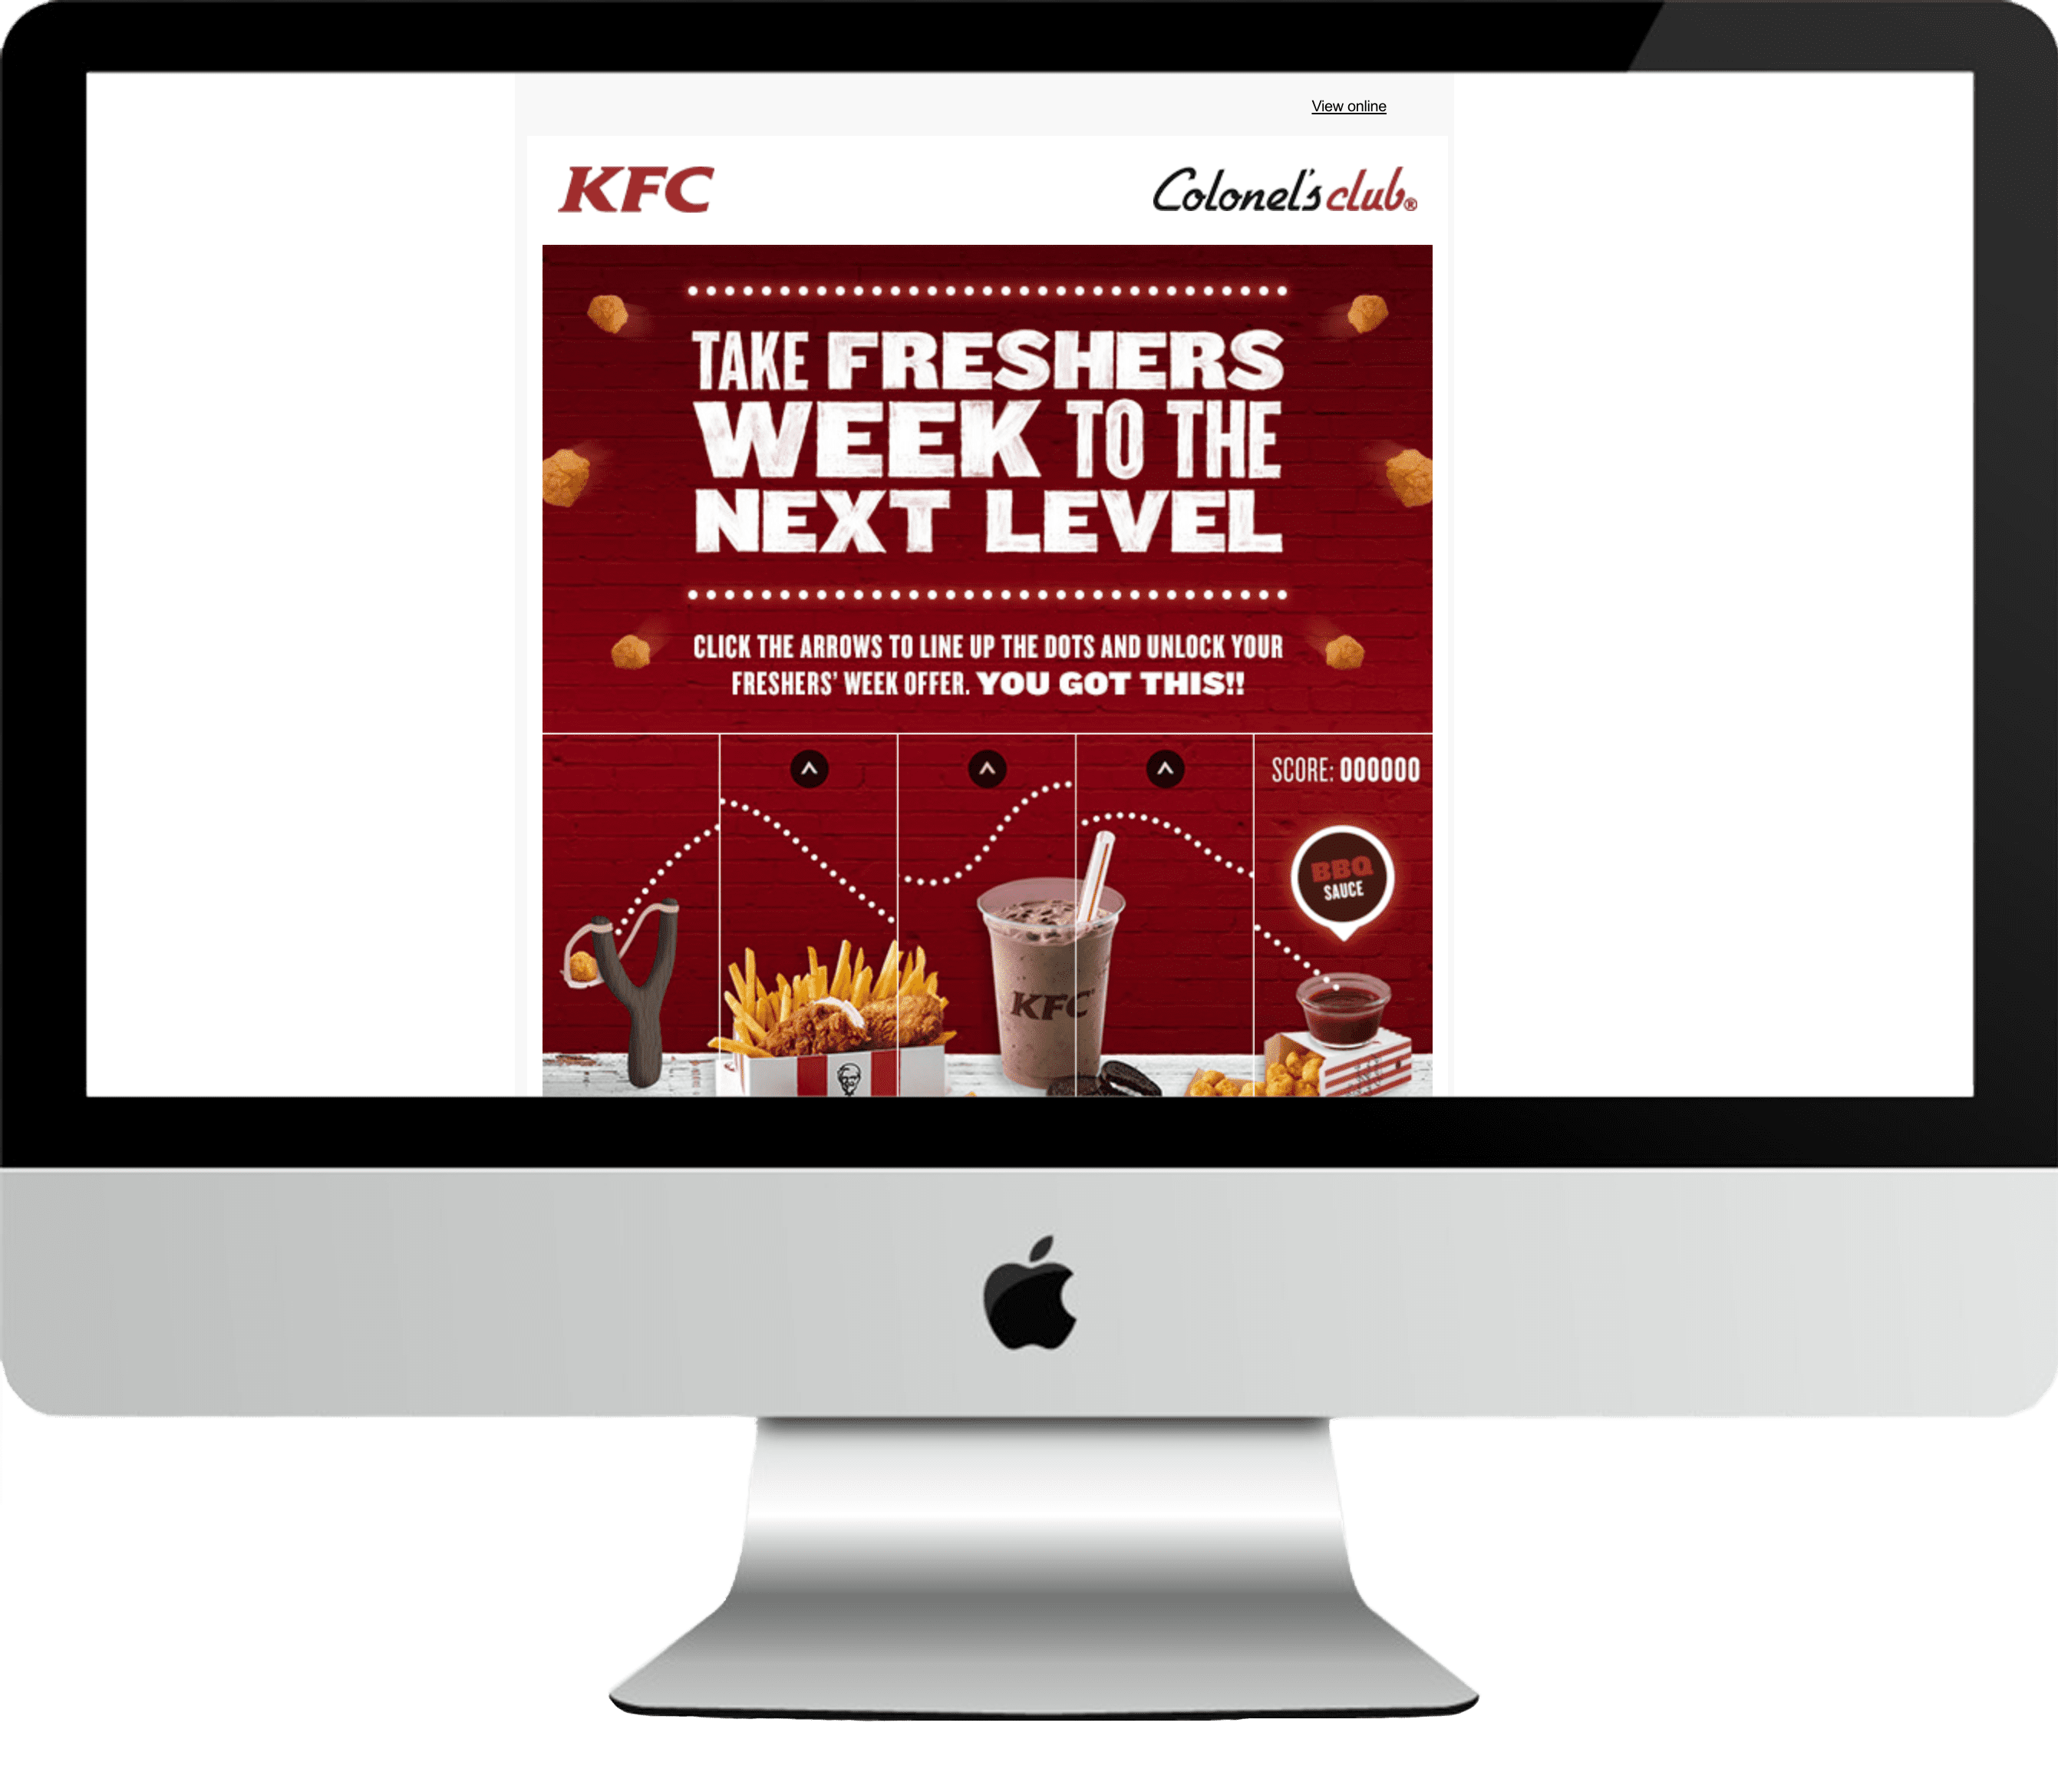 View online
KFC
Colonel's club®
TAKE FRESHERS
WEEK TO THE
NEXT LEVEL
CLICK THE ARROWS TO LINE UP THE DOTS AND UNLOCK YOUR
FRESHERS' WEEK OFFER. YOU GOT THIS!!
SCORE: 000000
BBQ
SAUCE
KFC